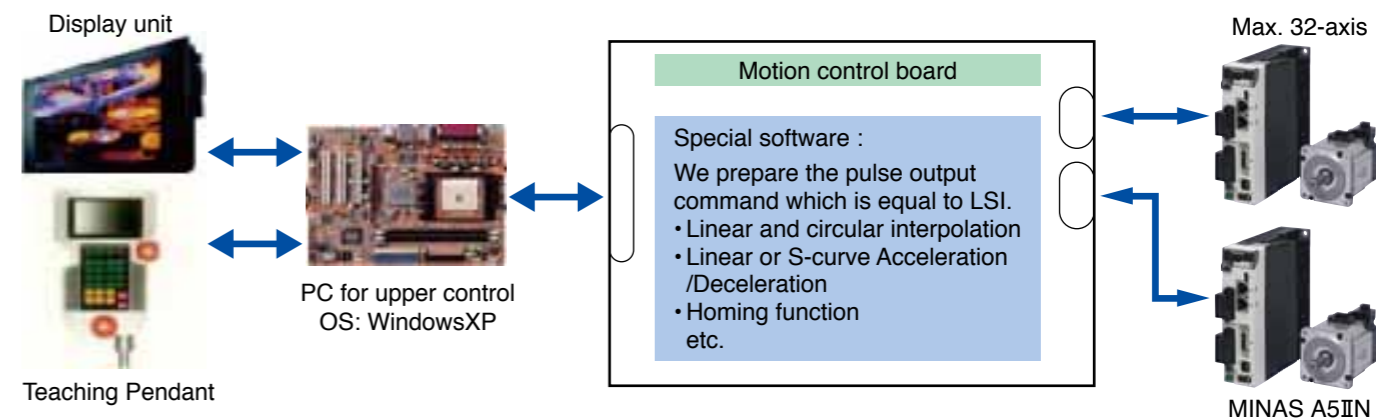 Display unit
Teaching Pendant
PC for upper control
OS: WindowsXP
Motion control board
Special software :
We prepare the pulse output
command which is equal to LSI.
・Linear and circular interpolation
・Linear or S-curve Acceleration
/Deceleration
・Homing function
etc.
Max. 32-axis
MINAS A5ⅡN